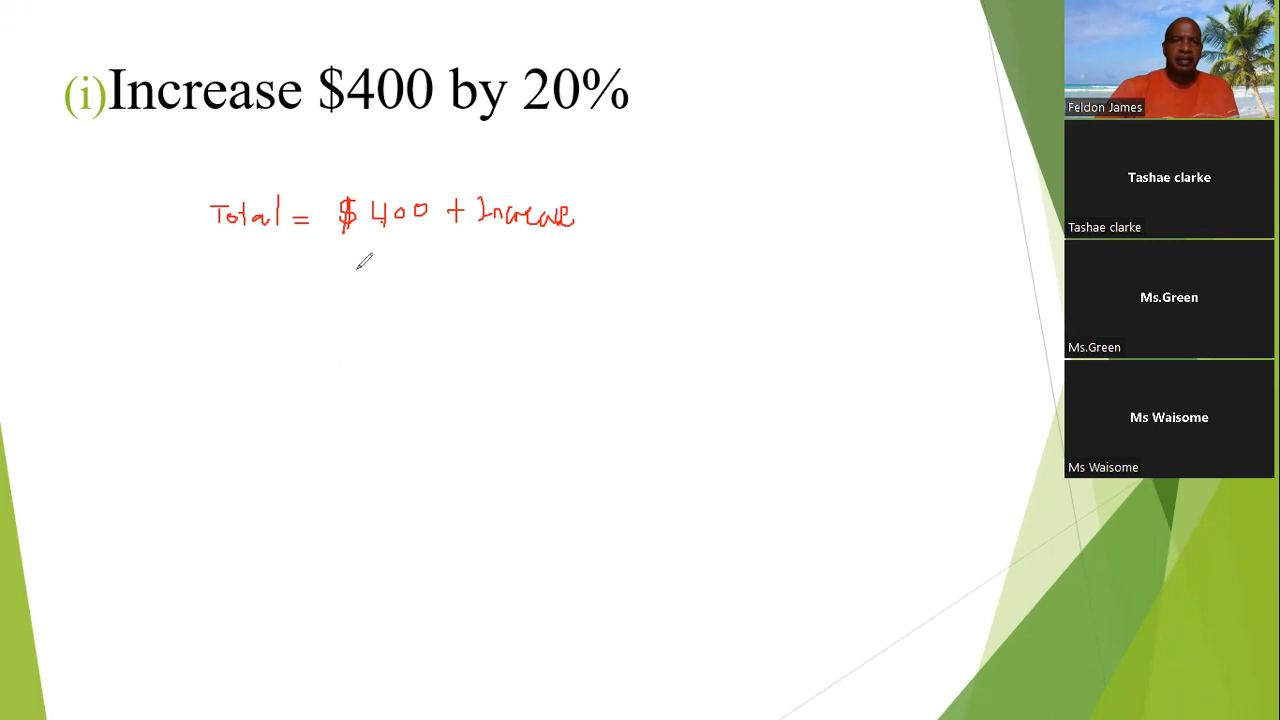 (i)Increase $400 by 20%
Total = $ 400 + Increase
Feldon James
Tashae clarke
Tashae clarke
Ms.Green
Ms.Green
Ms Waisome
Ms Waisome